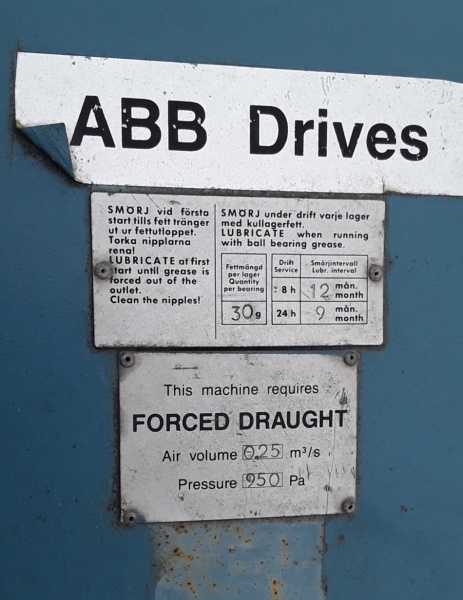 ABB Drives
SMÖRJ vid första
start tills fett tränger
ut ur fettutloppet.
Torka nipplarna
rena!
LUBRICATE at first
start until grease is
forced out of the
outlet.
Clean the nipples!
SMÖRJ under drift varje lager
med kullagerfett.
LUBRICATE when running
with ball bearing grease.
Fettmängd
per lager
Quantity
per bearing
30 g
Drift
Service
Smörjintervall
Lubr. interval
8 h 12 mån.
month
24 h 9 mån.
month
This machine requires
FORCED DRAUGHT
Air volume 0,25 m³/s
Pressure 950 Pa